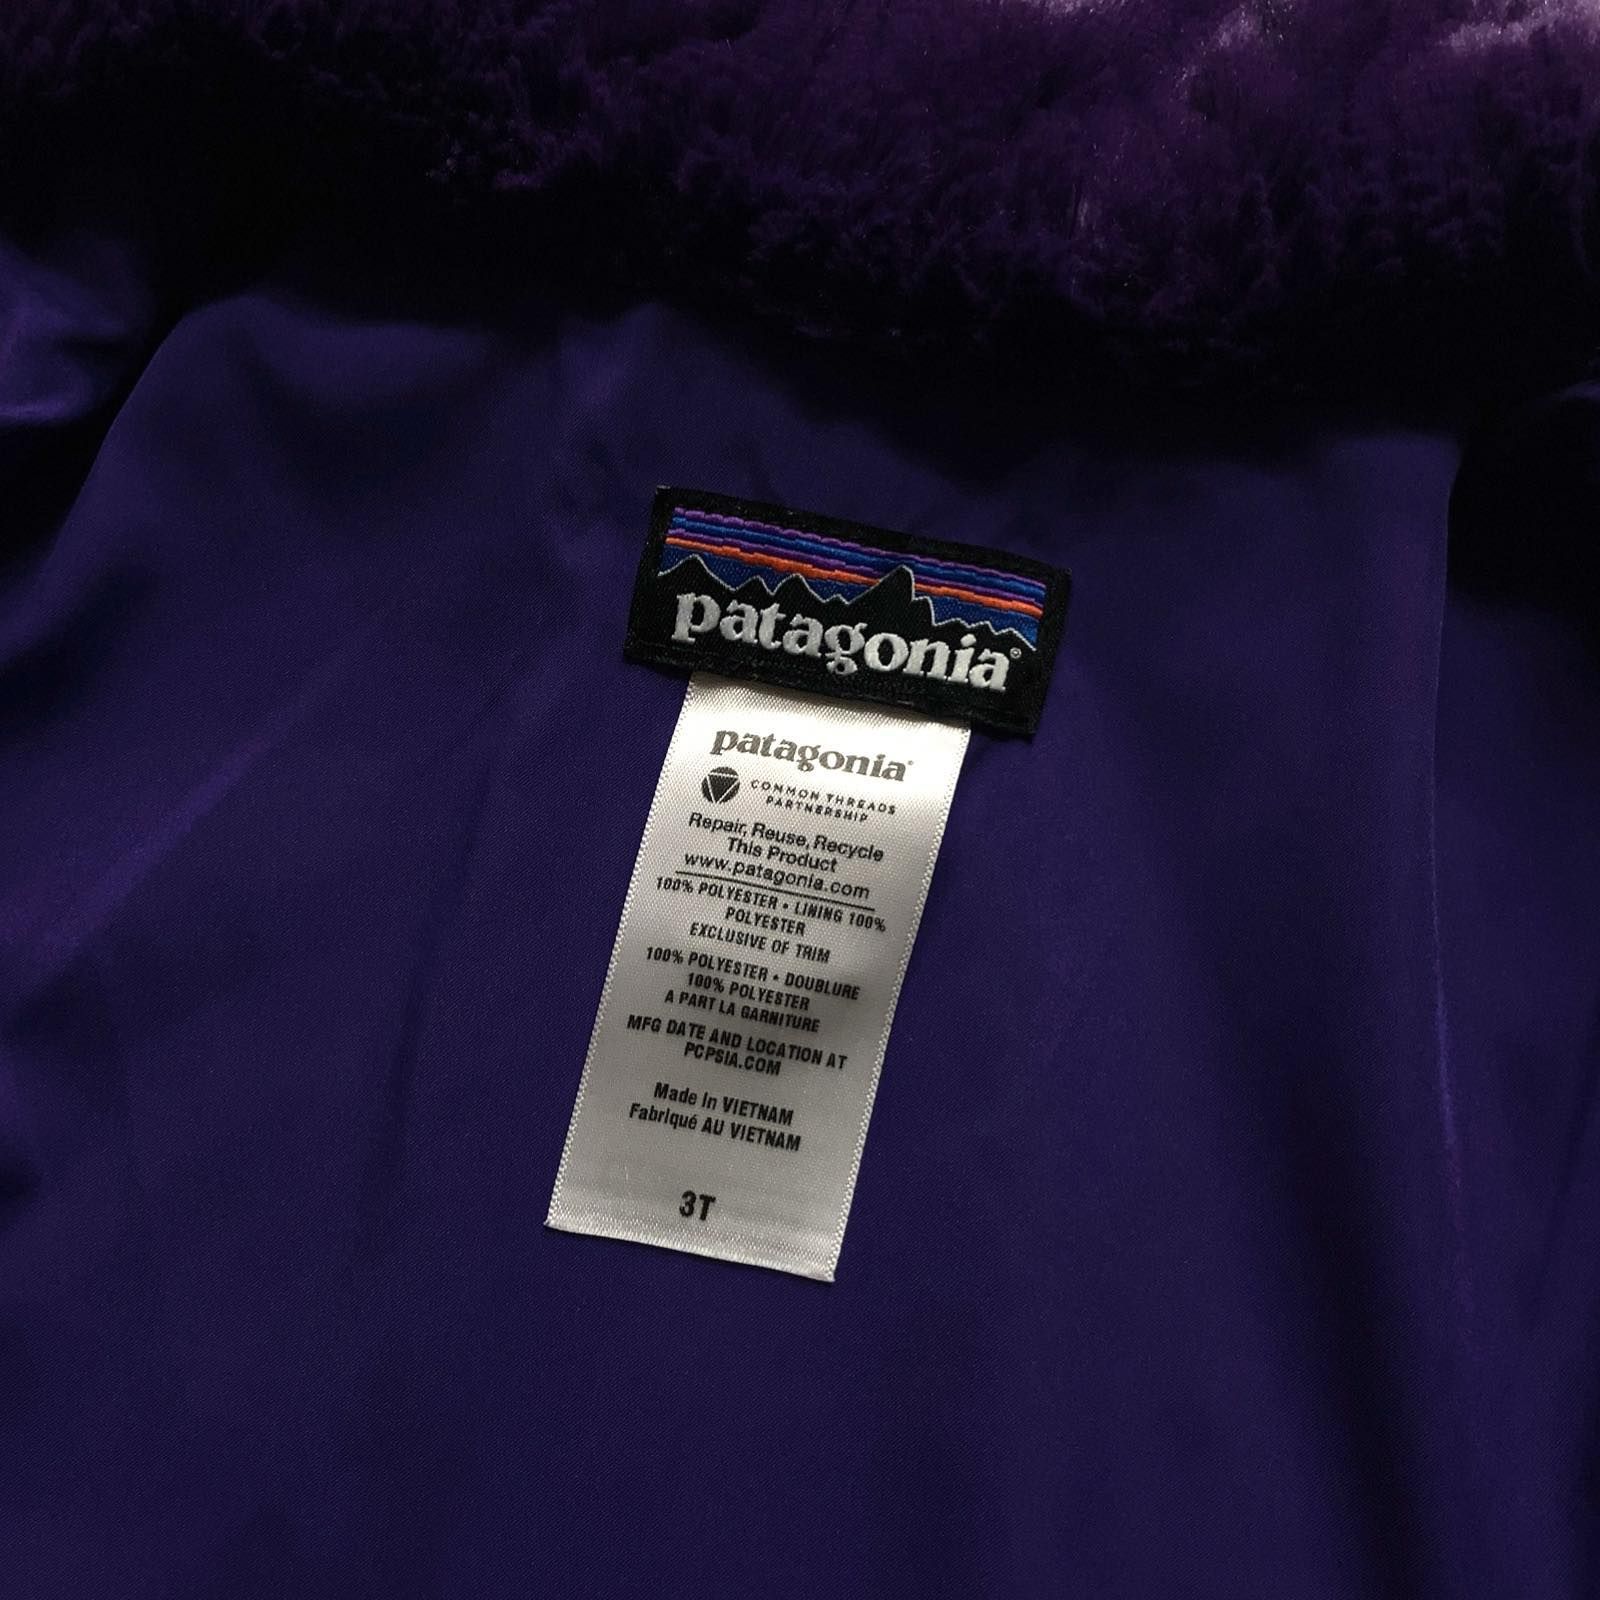 patagonia®
patagonia®
COMMON THREADS
PARTNERSHIP
Repair, Reuse, Recycle
This Product
www.patagonia.com
100% POLYESTER • LINING 100%
POLYESTER
EXCLUSIVE OF TRIM
100% POLYESTER • DOUBLURE
100% POLYESTER
A PART LA GARNITURE
MFG DATE AND LOCATION AT
PCPSIA.COM
Made in VIETNAM
Fabriqué AU VIETNAM
3T